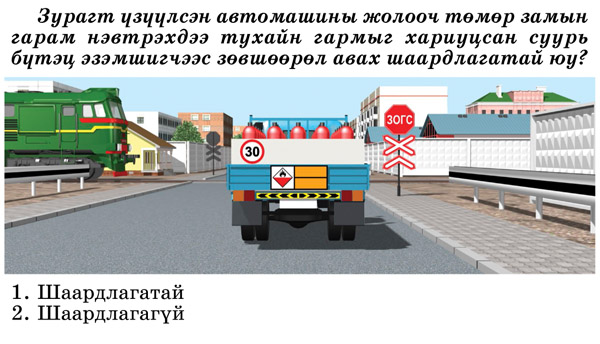 Зурагт үзүүлсэн автомашины жолооч төмөр замын
гарам нэвтрэхдээ тухайн гармыг хариуцсан суурь
бүтэц эзэмшигчээс зөвшөөрөл авах шаардлагатай юу?
ЗОГС
30
1. Шаардлагатай
2. Шаардлагагүй